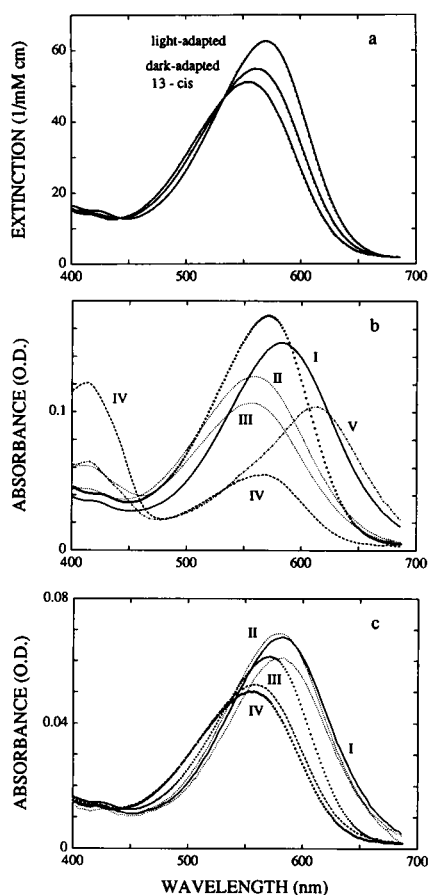 a
EXTINCTION (1/mM cm)
60
40
20
0
light-adapted
dark-adapted
13 - cis
400
500
600
700
b
ABSORBANCE (O.D.)
0.1
0
IV
I
II
III
V
IV
400
500
600
700
c
ABSORBANCE (O.D.)
0.08
0.04
0
II
III
IV
I
400
500
600
700
WAVELENGTH (nm)